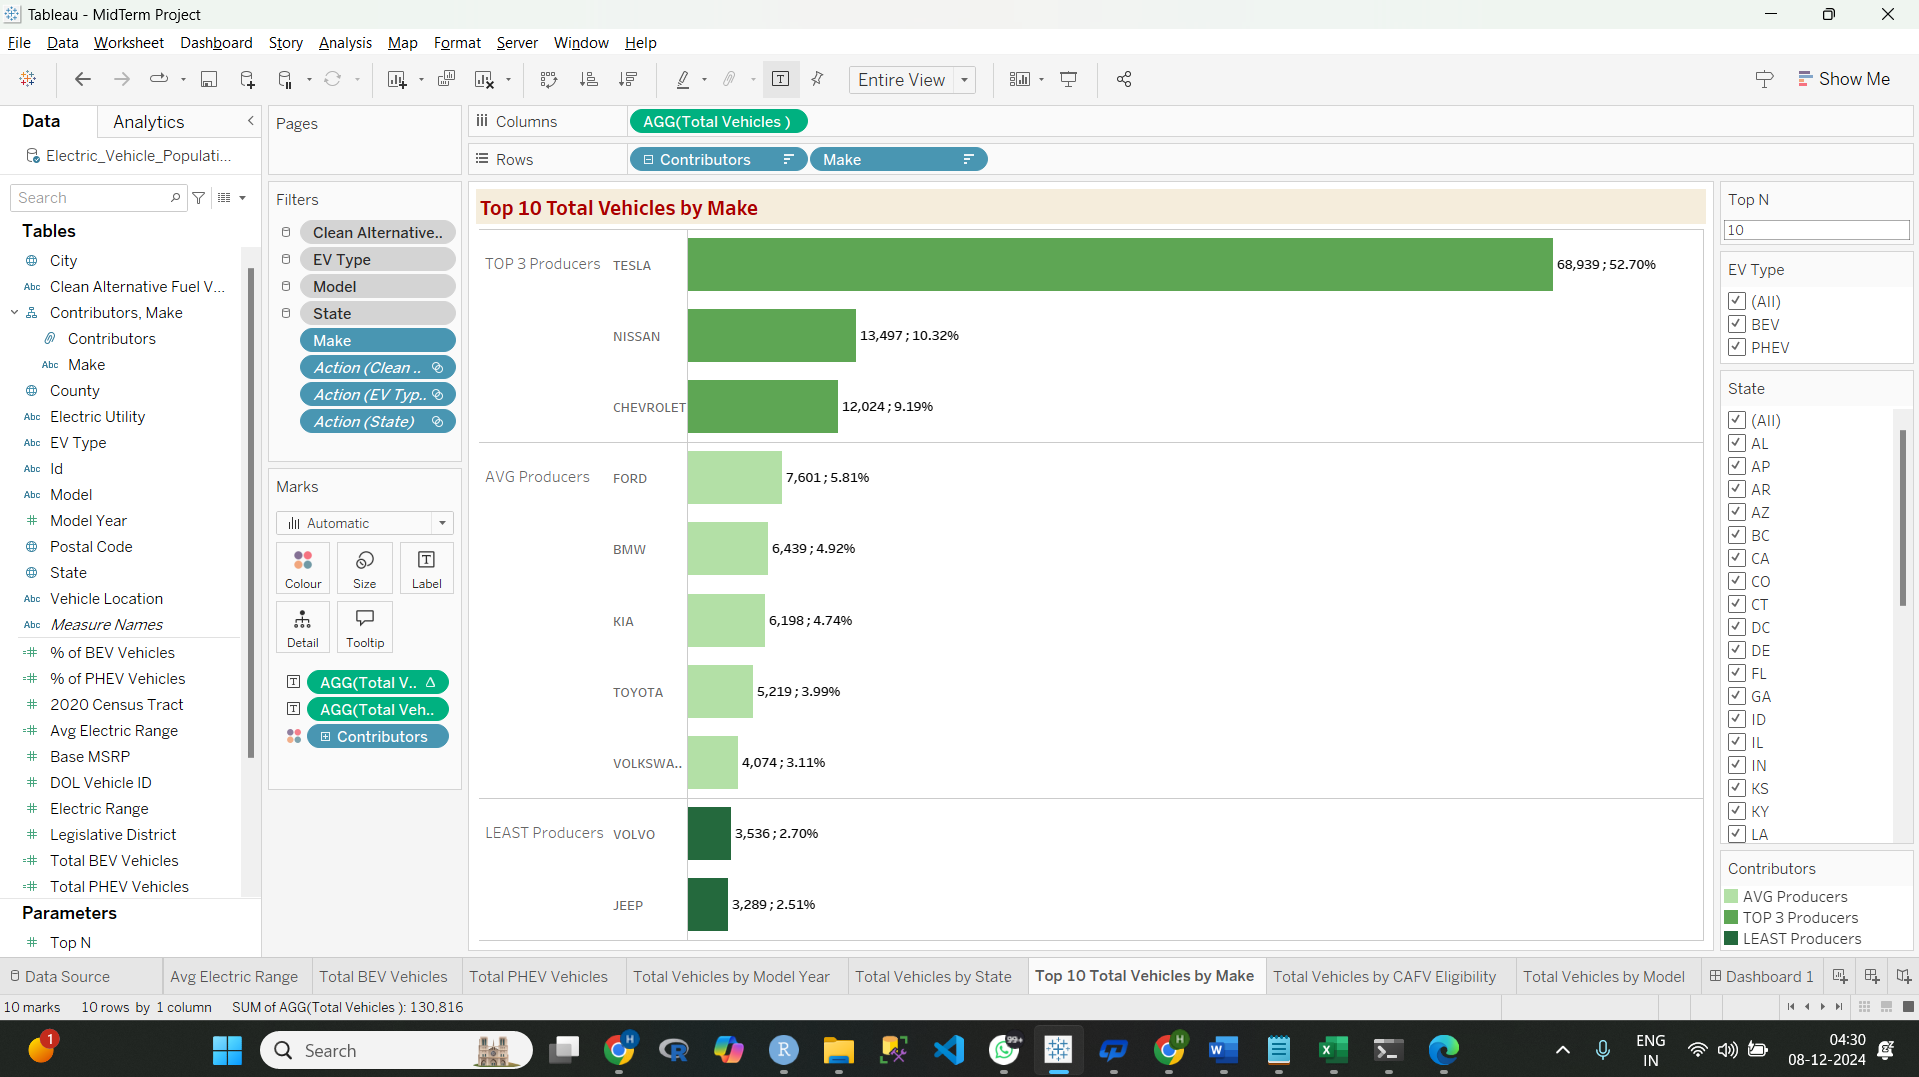 Tableau - MidTerm Project
File Data Worksheet Dashboard Story Analysis Map Format Server Window Help
Entire View
Show Me
Data
Analytics
Electric_Vehicle_Populati...
Search
Tables
City
Clean Alternative Fuel V...
Contributors, Make
Contributors
Make
County
Abc Electric Utility
Abc EV Type
Abc Id
Abc Model
Model Year
Postal Code
State
Abc Vehicle Location
Abc Measure Names
% of BEV Vehicles
% of PHEV Vehicles
2020 Census Tract
Avg Electric Range
Base MSRP
DOL Vehicle ID
Electric Range
Legislative District
Total BEV Vehicles
Total PHEV Vehicles
Parameters
Top N
Pages
Filters
Clean Alternative..
EV Type
Model
State
Make
Action (Clean ..
Action (EV Typ..
Action (State)
Marks
Automatic
Colour Size Label
Detail Tooltip
AGG(Total V.. Δ
AGG(Total Veh..
Contributors
Columns AGG(Total Vehicles )
Rows Contributors Make
Top 10 Total Vehicles by Make
TOP 3 Producers TESLA 68,939 ; 52.70%
NISSAN 13,497 ; 10.32%
CHEVROLET 12,024 ; 9.19%
AVG Producers FORD 7,601 ; 5.81%
BMW 6,439 ; 4.92%
KIA 6,198 ; 4.74%
TOYOTA 5,219 ; 3.99%
VOLKSWA.. 4,074 ; 3.11%
LEAST Producers VOLVO 3,536 ; 2.70%
JEEP 3,289 ; 2.51%
Top N
10
EV Type
(All)
BEV
PHEV
State
(All)
AL
AP
AR
AZ
BC
CA
CO
CT
DC
DE
FL
GA
ID
IL
IN
KS
KY
LA
Contributors
AVG Producers
TOP 3 Producers
LEAST Producers
Data Source Avg Electric Range Total BEV Vehicles Total PHEV Vehicles Total Vehicles by Model Year Total Vehicles by State Top 10 Total Vehicles by Make Total Vehicles by CAFV Eligibility Total Vehicles by Model Dashboard 1
10 marks 10 rows by 1 column SUM of AGG(Total Vehicles ): 130,816
1
Search
H
99+
H
ENG
IN
04:30
08-12-2024